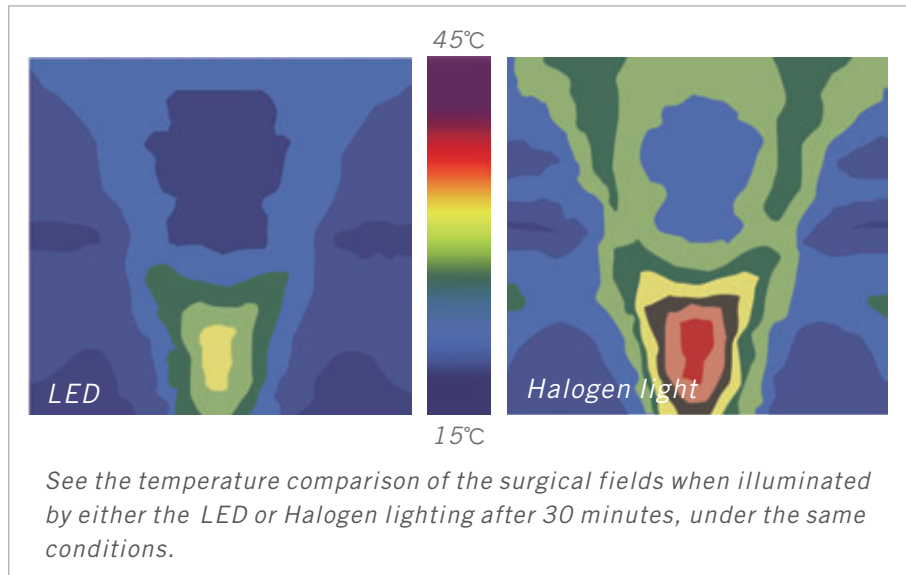 45°C
LED
Halogen light
15°C
See the temperature comparison of the surgical fields when illuminated
by either the LED or Halogen lighting after 30 minutes, under the same
conditions.